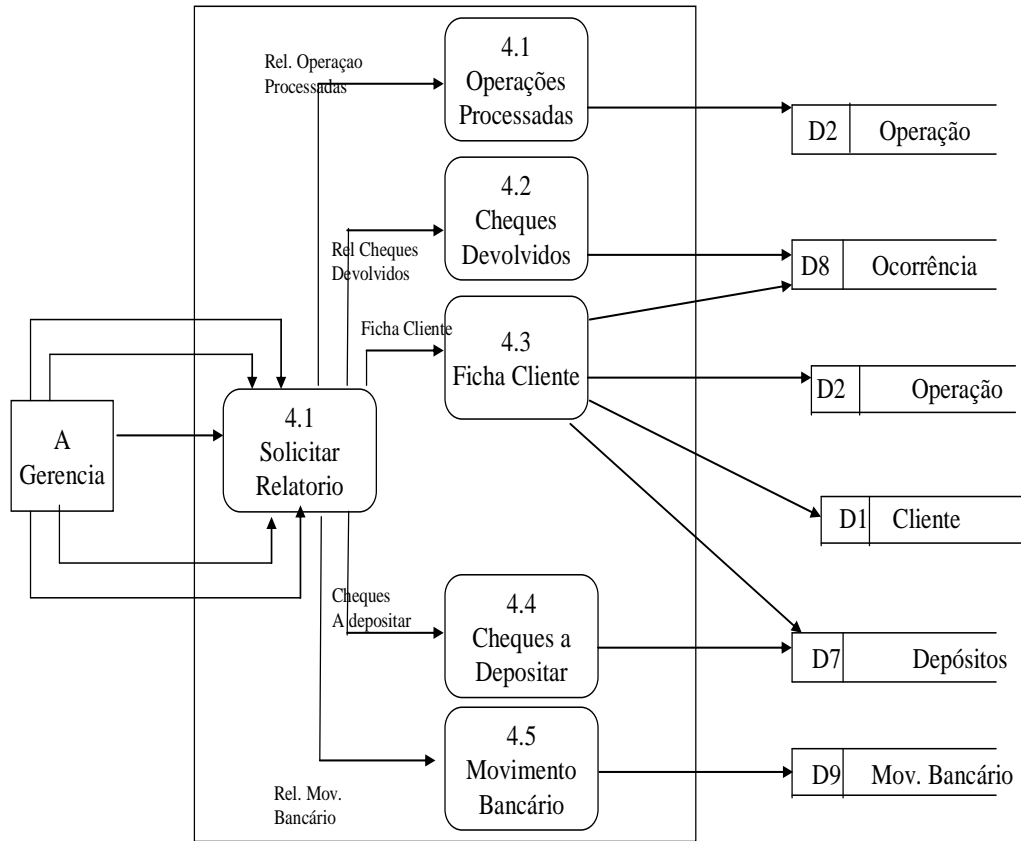 4.1
Operações
Processadas
Rel. Operaçao
Processadas
D2 Operação
4.2
Cheques
Devolvidos
Rel Cheques
Devolvidos
D8 Ocorrência
Ficha Cliente
4.3
Ficha Cliente
D2 Operação
A
Gerencia
4.1
Solicitar
Relatorio
D1 Cliente
Cheques
A depositar
4.4
Cheques a
Depositar
D7 Depósitos
4.5
Movimento
Bancário
Rel. Mov.
Bancário
D9 Mov. Bancário